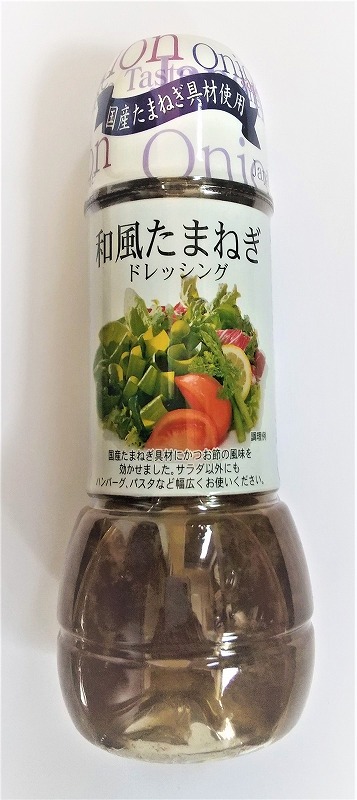 Onion
Taste
Onion
国産たまねぎ具材使用
Onion
和風たまねぎ
ドレッシング
調理例
国産たまねぎ具材にかつお節の風味を
効かせました。サラダ以外にも
ハンバーグ、パスタなど幅広くお使いください。